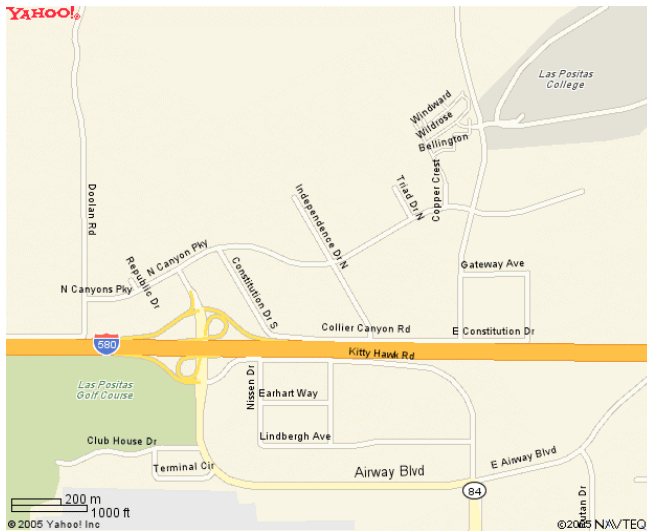 YAHOO!
Las Positas
College
Windward
Wildrose
Bellington
Copper Crest
Triad Dr N
Independence Dr N
Doolan Rd
N Canyon Pky
Republic Dr
N Canyons Pky
Constitution Dr S
Gateway Ave
Collier Canyon Rd
E Constitution Dr
580
Kitty Hawk Rd
Las Positas
Golf Course
Nissen Dr
Earhart Way
Lindbergh Ave
Club House Dr
Terminal Cir
Airway Blvd
E Airway Blvd
84
Rutan Dr
200 m
1000 ft
© 2005 Yahoo! Inc
©2005 NAVTEQ